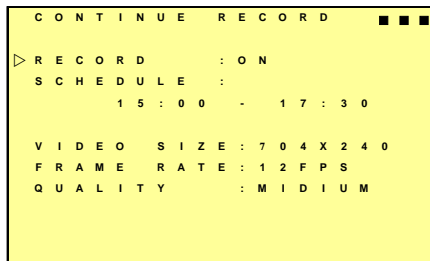 CONTINUE RECORD
RECORD : ON
SCHEDULE :
15:00 - 17:30
VIDEO SIZE:704X240
FRAME RATE:12FPS
QUALITY :MIDIUM